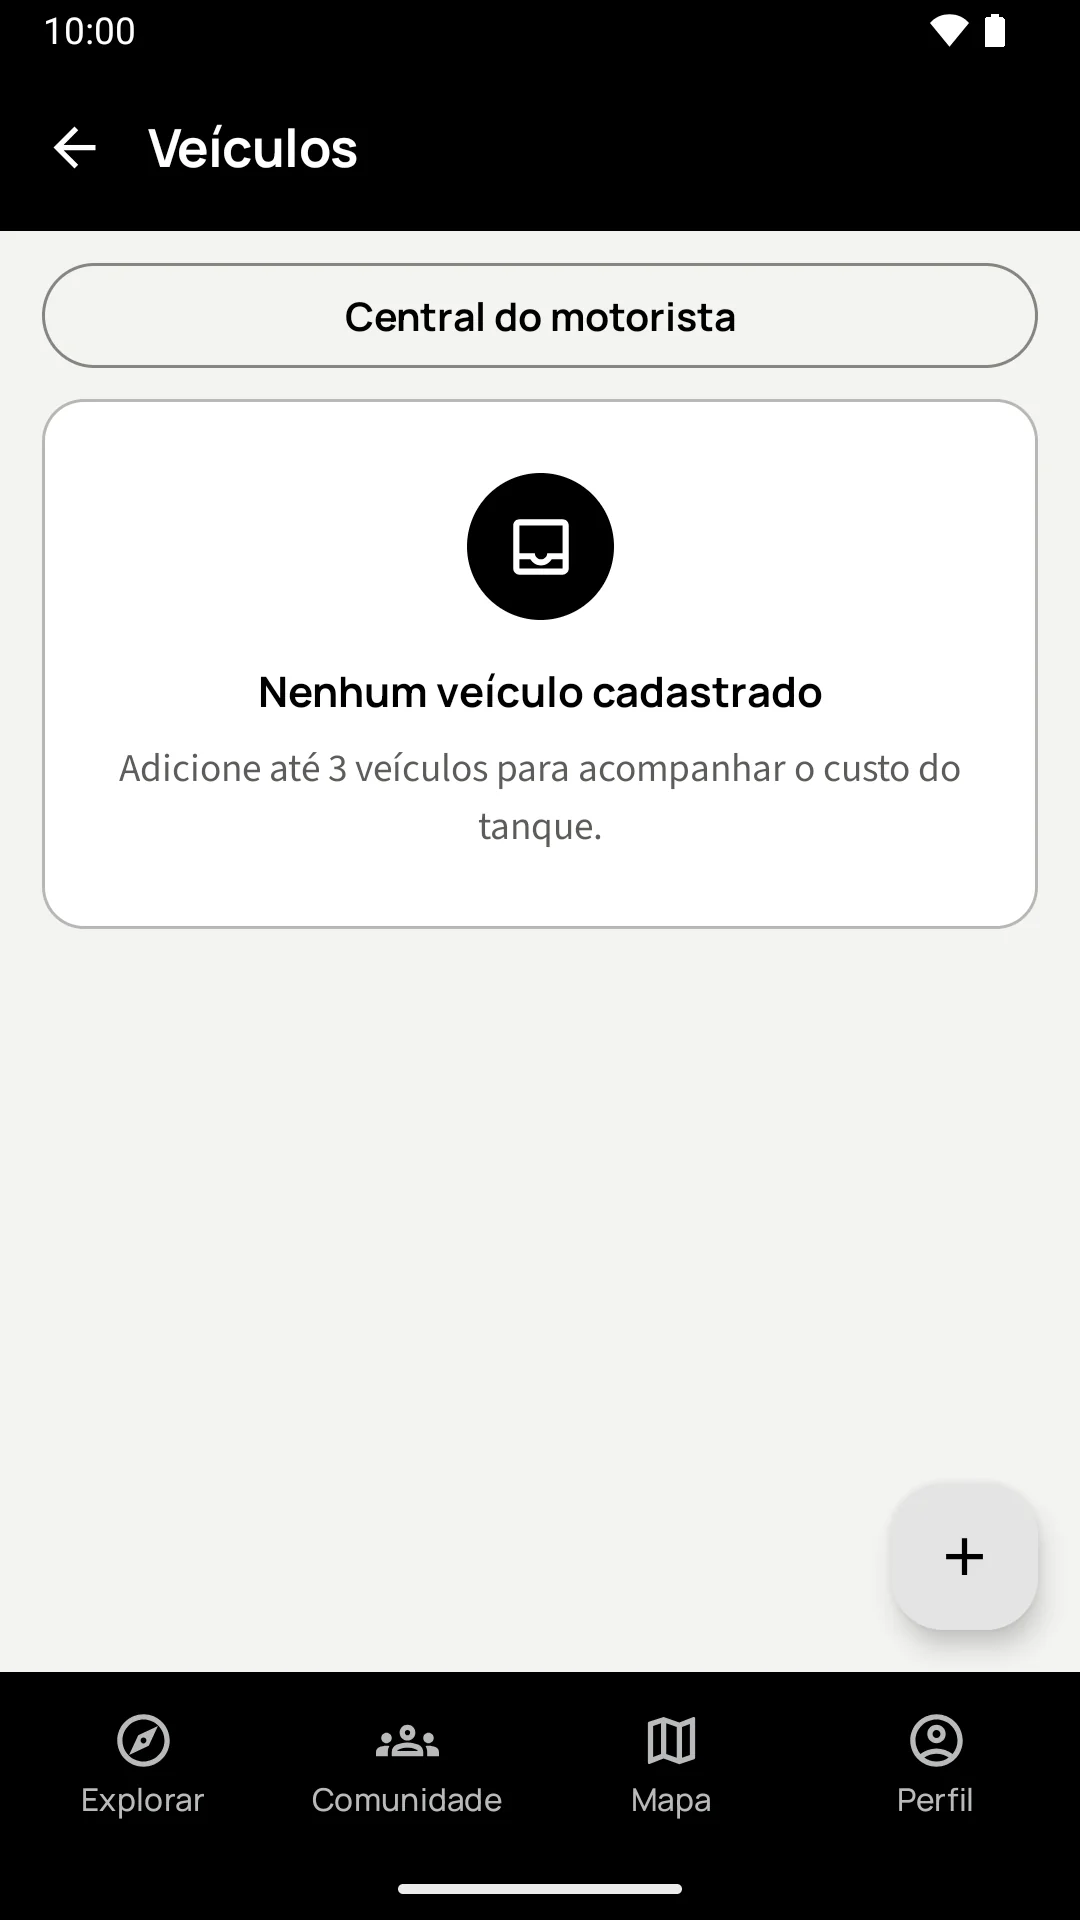 10:00
Veículos
Central do motorista
Nenhum veículo cadastrado
Adicione até 3 veículos para acompanhar o custo do
tanque.
Explorar
Comunidade
Mapa
Perfil